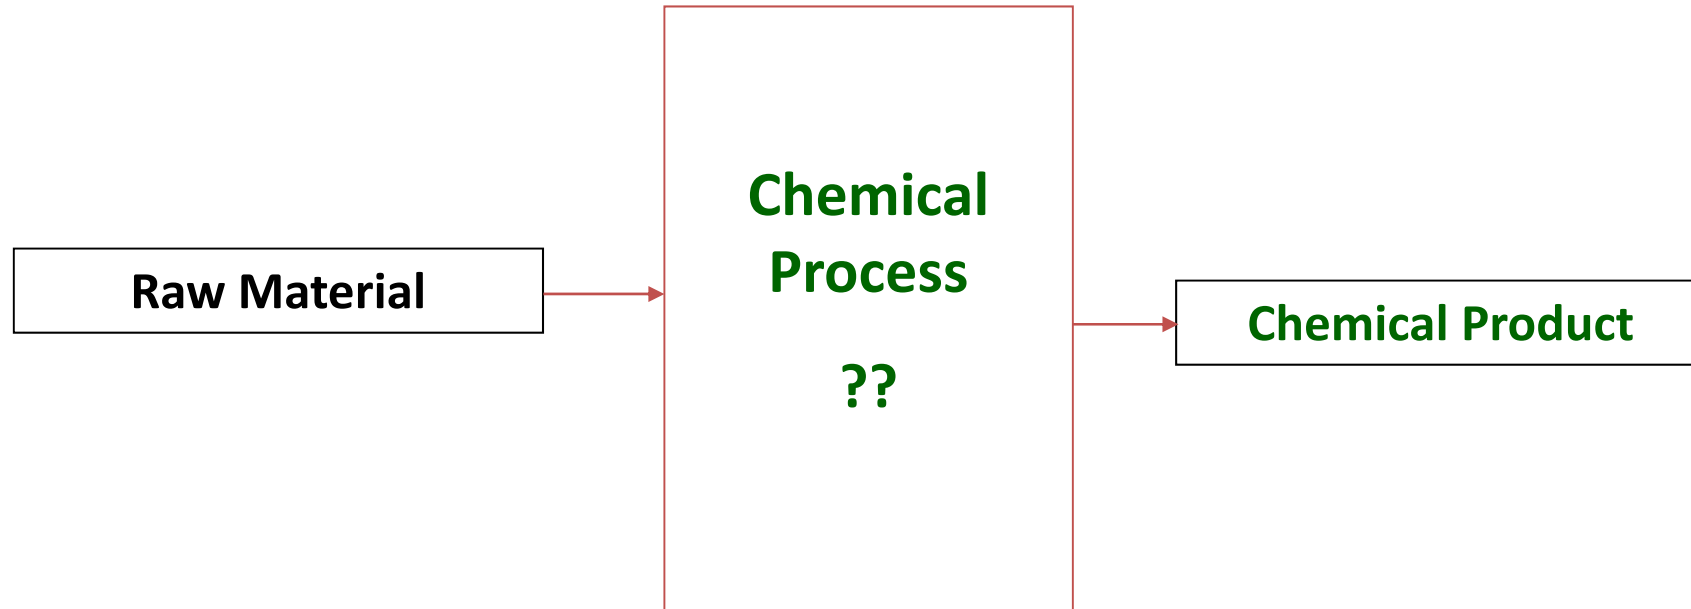 Raw Material
Chemical
Process
??
Chemical Product